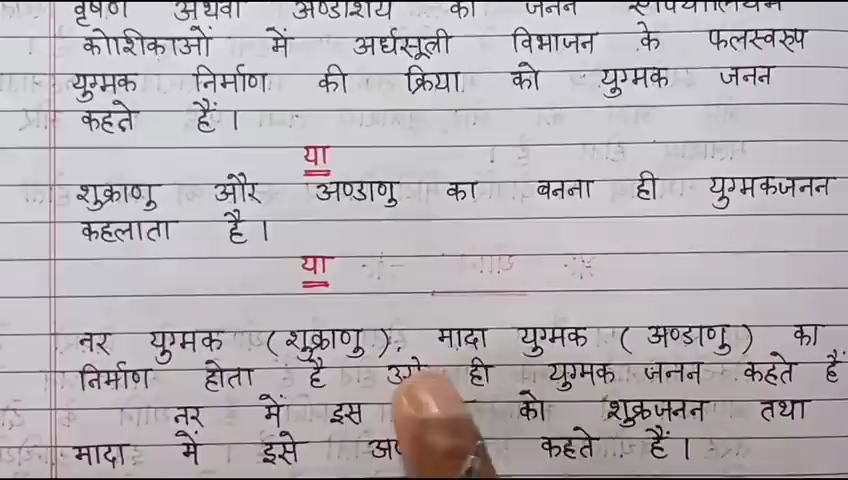 वृषण अथवा अण्डाशय की जनन
कोशिकाओं में अर्धसूत्री विभाजन के फलस्वरूप
युग्मक निर्माण की क्रिया को युग्मक जनन
कहते हैं।
या
शुक्राणु और अण्डाणु का बनना ही युग्मकजनन
कहलाता है।
या
नर युग्मक (शुक्राणु), मादा युग्मक (अण्डाणु) का
निर्माण होता है ही युग्मक जनन कहते हैं
नर में इस को शुक्रजनन तथा
मादा में इसे कहते हैं।